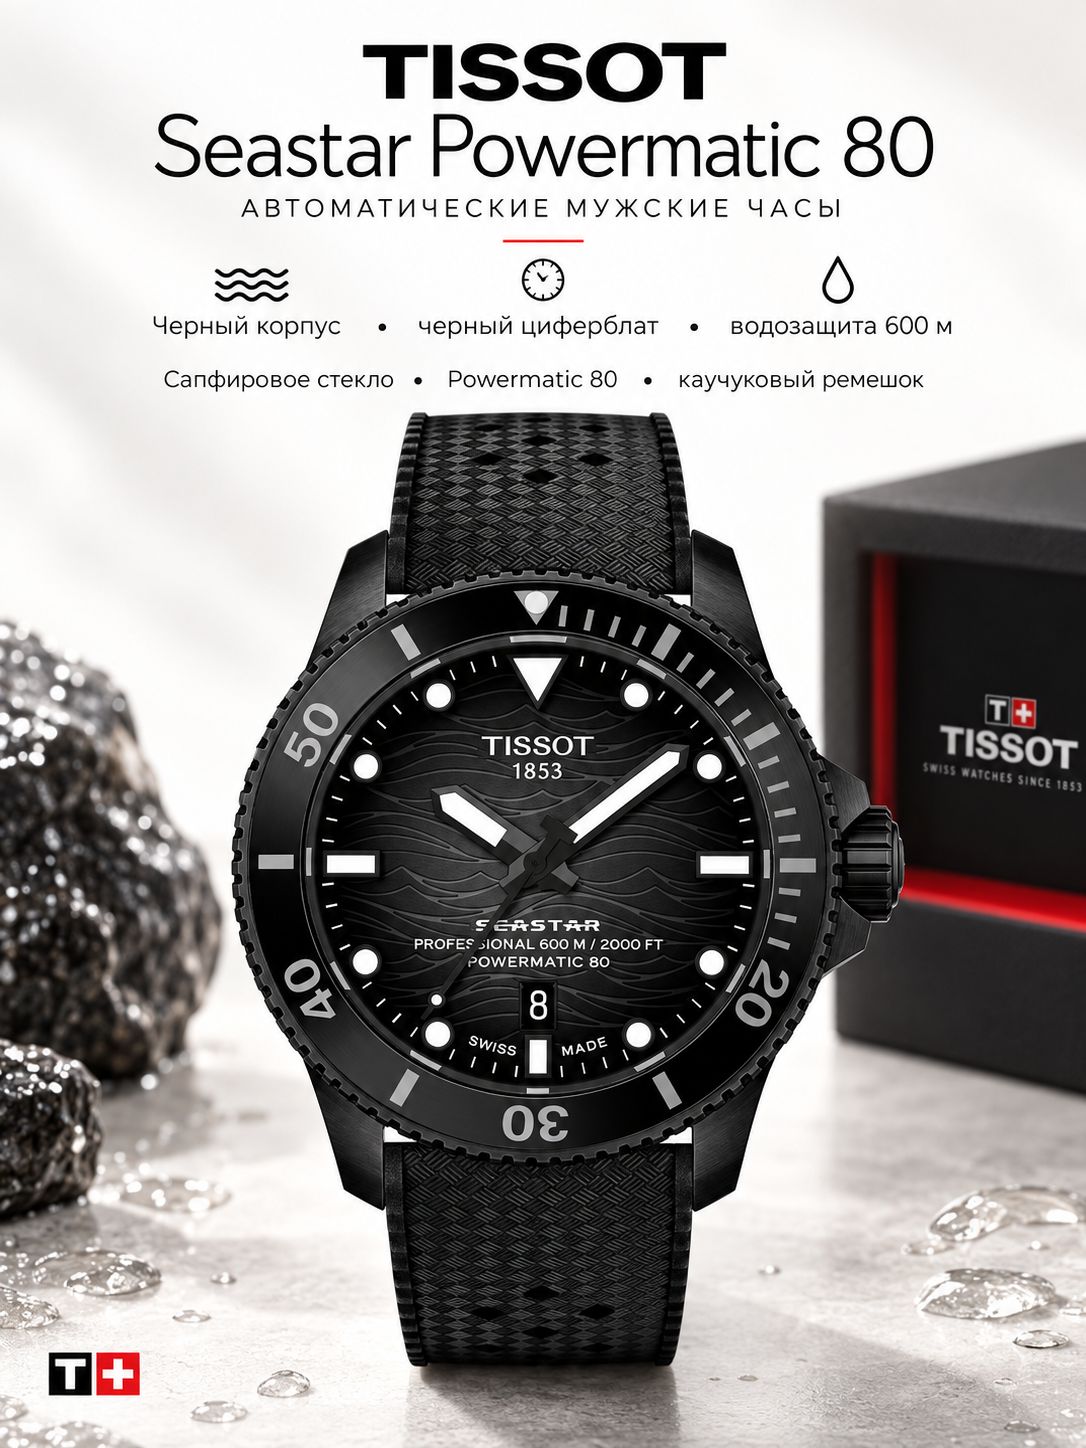 TISSOT
Seastar Powermatic 80
АВТОМАТИЧЕСКИЕ МУЖСКИЕ ЧАСЫ
Черный корпус • черный циферблат • водозащита 600 м
Сапфировое стекло • Powermatic 80 • каучуковый ремешок
50
40
30
20
TISSOT
1853
SEASTAR
PROFESSIONAL 600 M / 2000 FT
POWERMATIC 80
8
SWISS MADE
T+
TISSOT
SWISS WATCHES SINCE 1853
T+